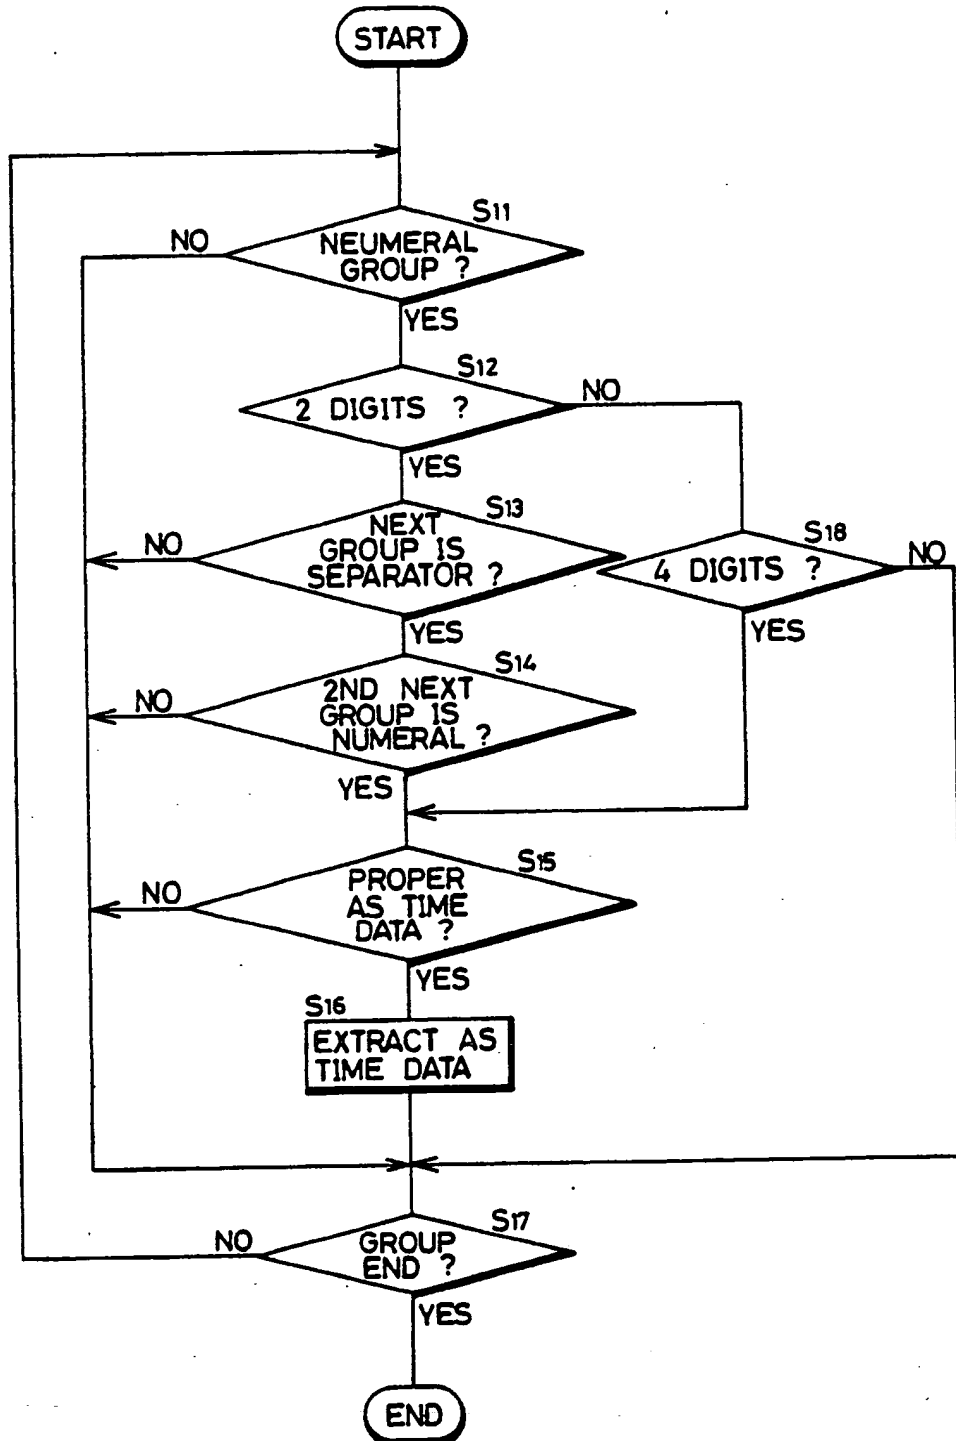 START
S11
NO
NEUMERAL
GROUP ?
YES
S12
2 DIGITS ?
NO
YES
S13
NO
NEXT
GROUP IS
SEPARATOR ?
YES
S18
4 DIGITS ?
NO
YES
S14
NO
2ND NEXT
GROUP IS
NUMERAL ?
YES
S15
NO
PROPER
AS TIME
DATA ?
YES
S16
EXTRACT AS
TIME DATA
S17
NO
GROUP
END ?
YES
END